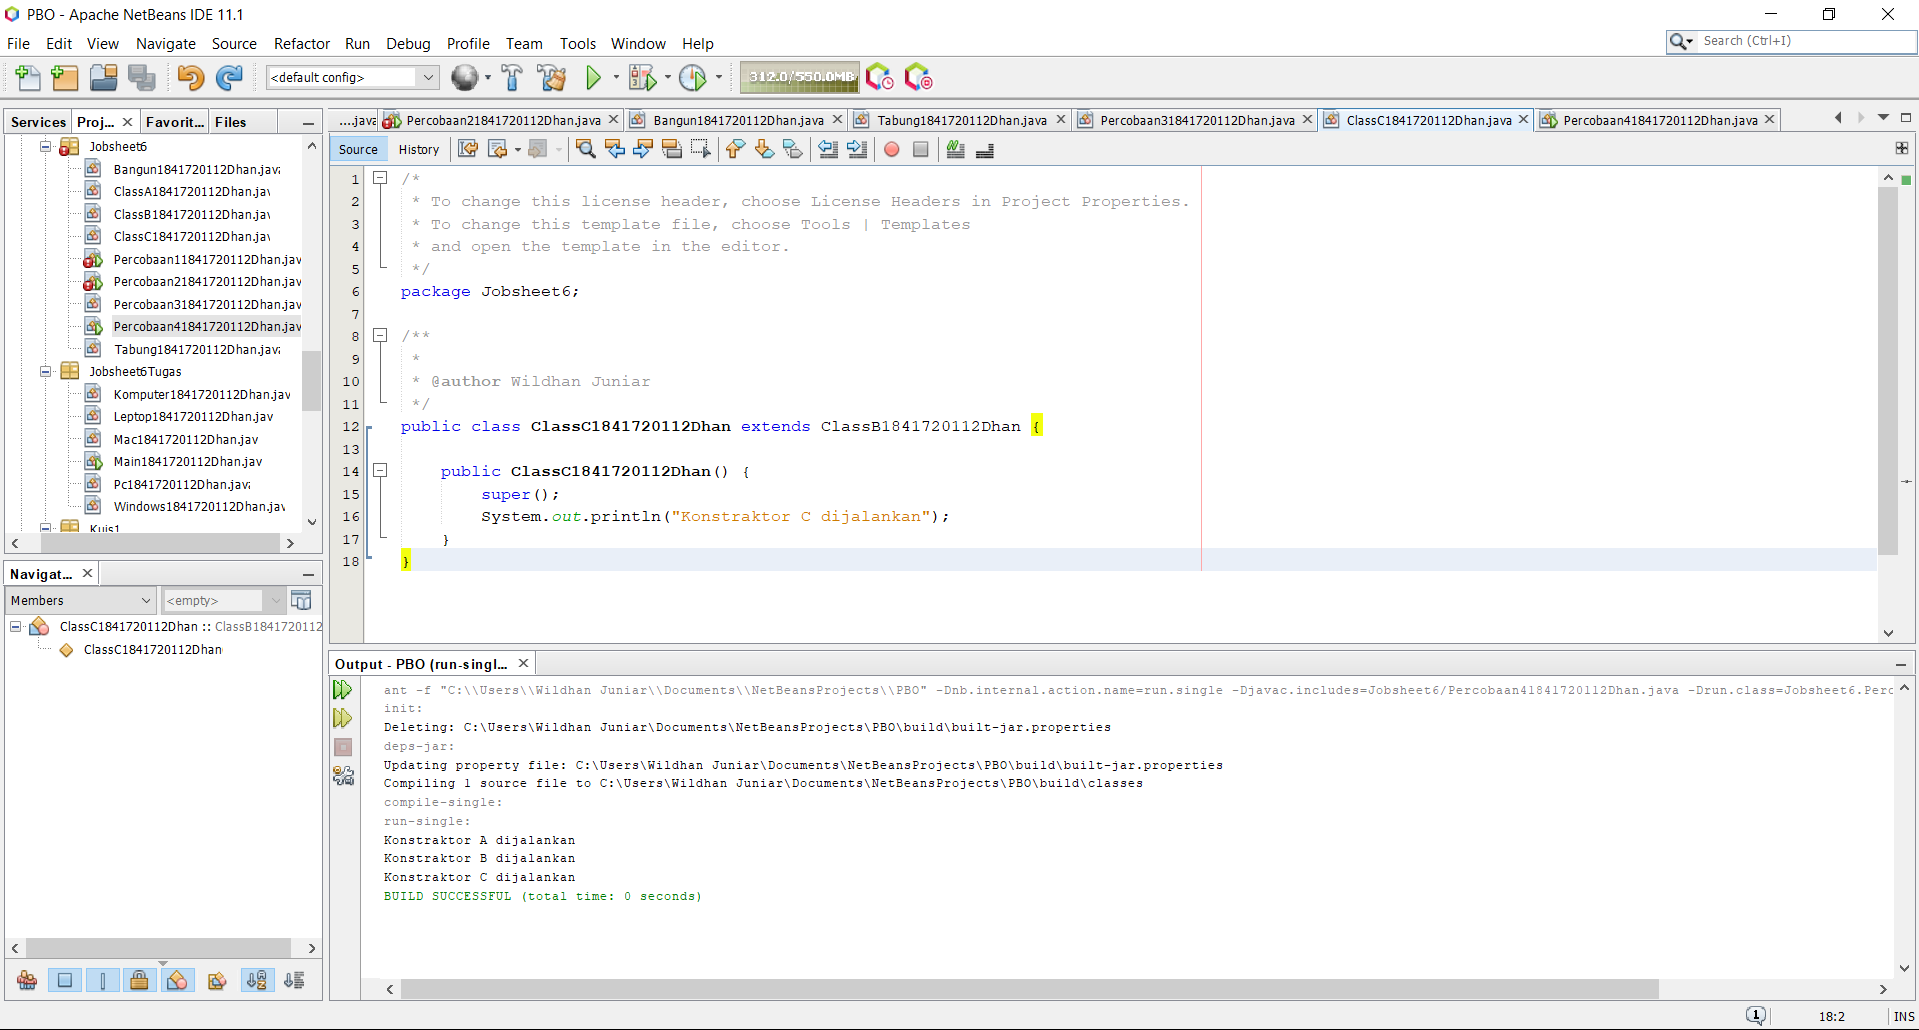 PBO - Apache NetBeans IDE 11.1
File Edit View Navigate Source Refactor Run Debug Profile Team Tools Window Help
Search (Ctrl+I)
<default config>
312.0/550.0MB
Services Proj... Favorit... Files
Jobsheet6
Bangun1841720112Dhan.java
ClassA1841720112Dhan.jav
ClassB1841720112Dhan.jav
ClassC1841720112Dhan.jav
Percobaan11841720112Dhan.jav
Percobaan21841720112Dhan.jav
Percobaan31841720112Dhan.jav
Percobaan41841720112Dhan.jav
Tabung1841720112Dhan.java
Jobsheet6Tugas
Komputer1841720112Dhan.jav
Leptop1841720112Dhan.jav
Mac1841720112Dhan.jav
Main1841720112Dhan.jav
Pc1841720112Dhan.java
Windows1841720112Dhan.jav
Kuis1
Navigat...
Members <empty>
ClassC1841720112Dhan :: ClassB1841720112
ClassC1841720112Dhan
....java Percobaan21841720112Dhan.java Bangun1841720112Dhan.java Tabung1841720112Dhan.java Percobaan31841720112Dhan.java ClassC1841720112Dhan.java Percobaan41841720112Dhan.java
Source History
1 /*
2 * To change this license header, choose License Headers in Project Properties.
3 * To change this template file, choose Tools | Templates
4 * and open the template in the editor.
5 */
6 package Jobsheet6;
7
8 /**
9 *
10 * @author Wildhan Juniar
11 */
12 public class ClassC1841720112Dhan extends ClassB1841720112Dhan {
13
14 public ClassC1841720112Dhan() {
15 super();
16 System.out.println("Konstraktor C dijalankan");
17 }
18 }
Output - PBO (run-singl...
ant -f "C:\\Users\\Wildhan Juniar\\Documents\\NetBeansProjects\\PBO" -Dnb.internal.action.name=run.single -Djavac.includes=Jobsheet6/Percobaan41841720112Dhan.java -Drun.class=Jobsheet6.Perc
init:
Deleting: C:\Users\Wildhan Juniar\Documents\NetBeansProjects\PBO\build\built-jar.properties
deps-jar:
Updating property file: C:\Users\Wildhan Juniar\Documents\NetBeansProjects\PBO\build\built-jar.properties
Compiling 1 source file to C:\Users\Wildhan Juniar\Documents\NetBeansProjects\PBO\build\classes
compile-single:
run-single:
Konstraktor A dijalankan
Konstraktor B dijalankan
Konstraktor C dijalankan
BUILD SUCCESSFUL (total time: 0 seconds)
1 18:2 INS